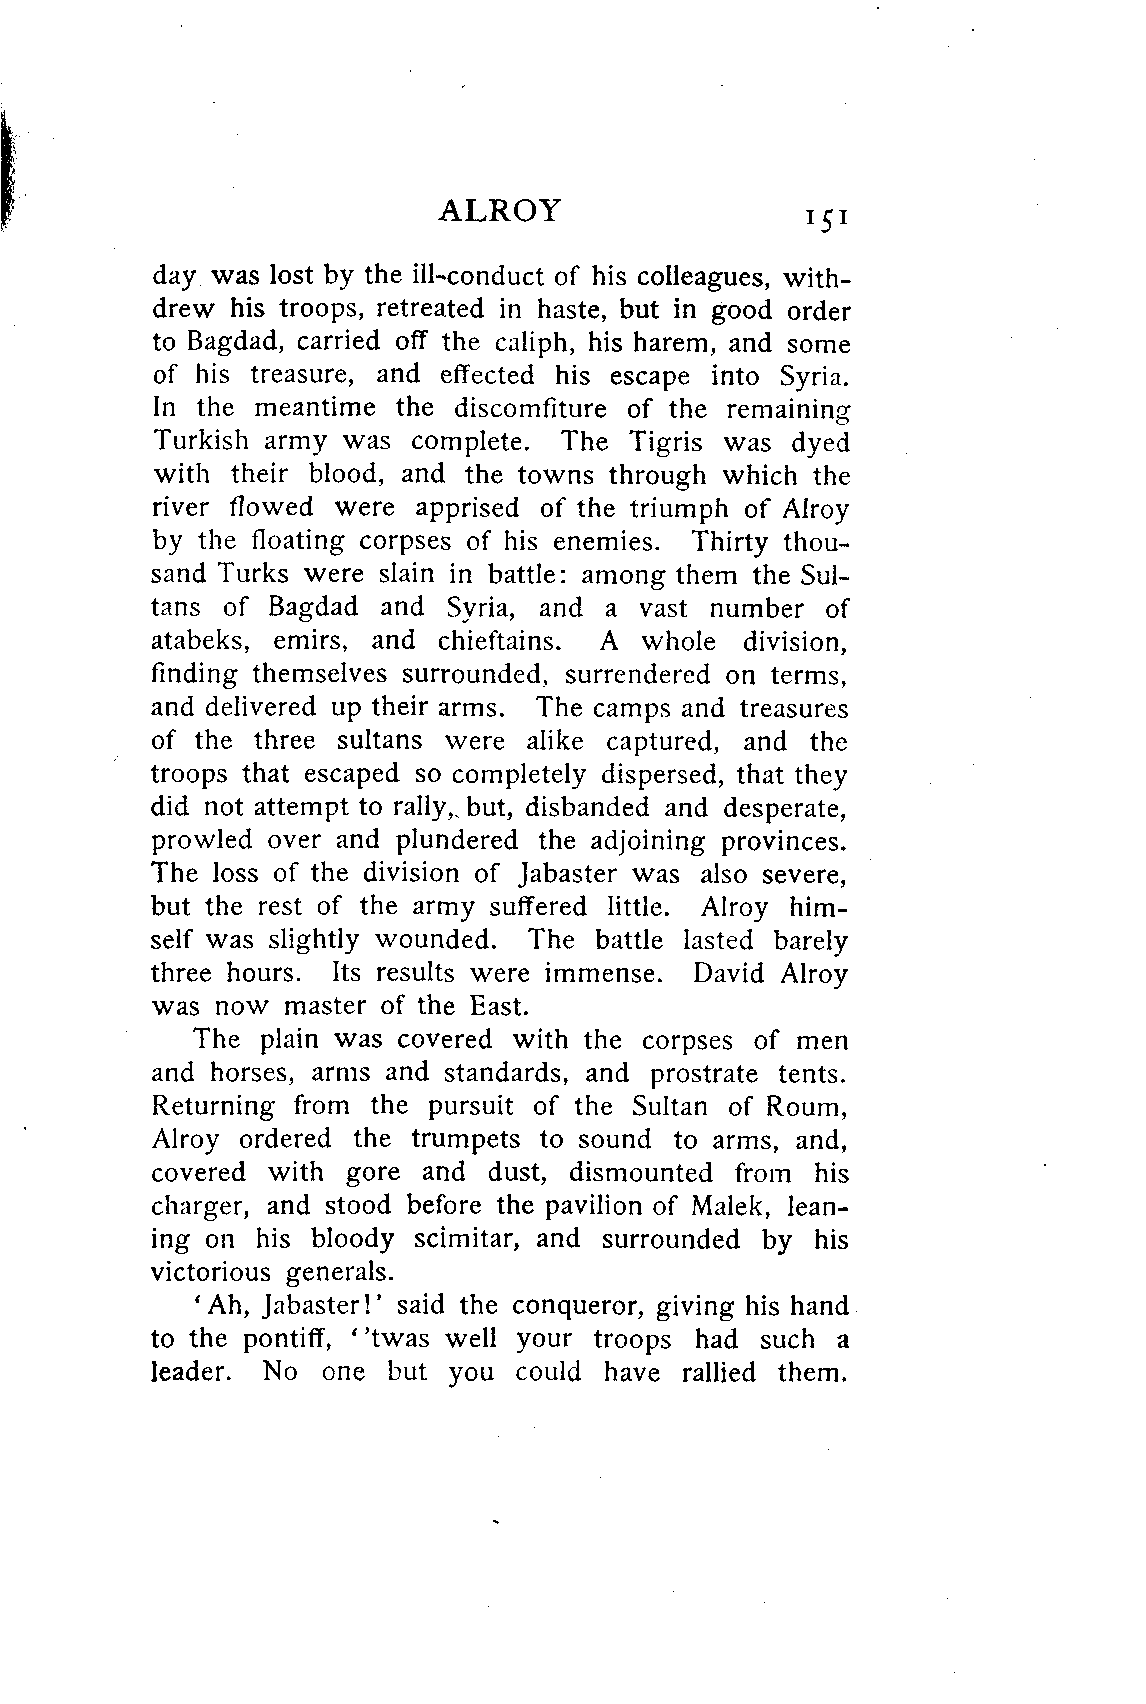 ALROY 151
day was lost by the ill-conduct of his colleagues, with-
drew his troops, retreated in haste, but in good order
to Bagdad, carried off the caliph, his harem, and some
of his treasure, and effected his escape into Syria.
In the meantime the discomfiture of the remaining
Turkish army was complete. The Tigris was dyed
with their blood, and the towns through which the
river flowed were apprised of the triumph of Alroy
by the floating corpses of his enemies. Thirty thou-
sand Turks were slain in battle: among them the Sul-
tans of Bagdad and Syria, and a vast number of
atabeks, emirs, and chieftains. A whole division,
finding themselves surrounded, surrendered on terms,
and delivered up their arms. The camps and treasures
of the three sultans were alike captured, and the
troops that escaped so completely dispersed, that they
did not attempt to rally, but, disbanded and desperate,
prowled over and plundered the adjoining provinces.
The loss of the division of Jabaster was also severe,
but the rest of the army suffered little. Alroy him-
self was slightly wounded. The battle lasted barely
three hours. Its results were immense. David Alroy
was now master of the East.
The plain was covered with the corpses of men
and horses, arms and standards, and prostrate tents.
Returning from the pursuit of the Sultan of Roum,
Alroy ordered the trumpets to sound to arms, and,
covered with gore and dust, dismounted from his
charger, and stood before the pavilion of Malek, lean-
ing on his bloody scimitar, and surrounded by his
victorious generals.
‘Ah, Jabaster!’ said the conqueror, giving his hand
to the pontiff, ‘’twas well your troops had such a
leader. No one but you could have rallied them.